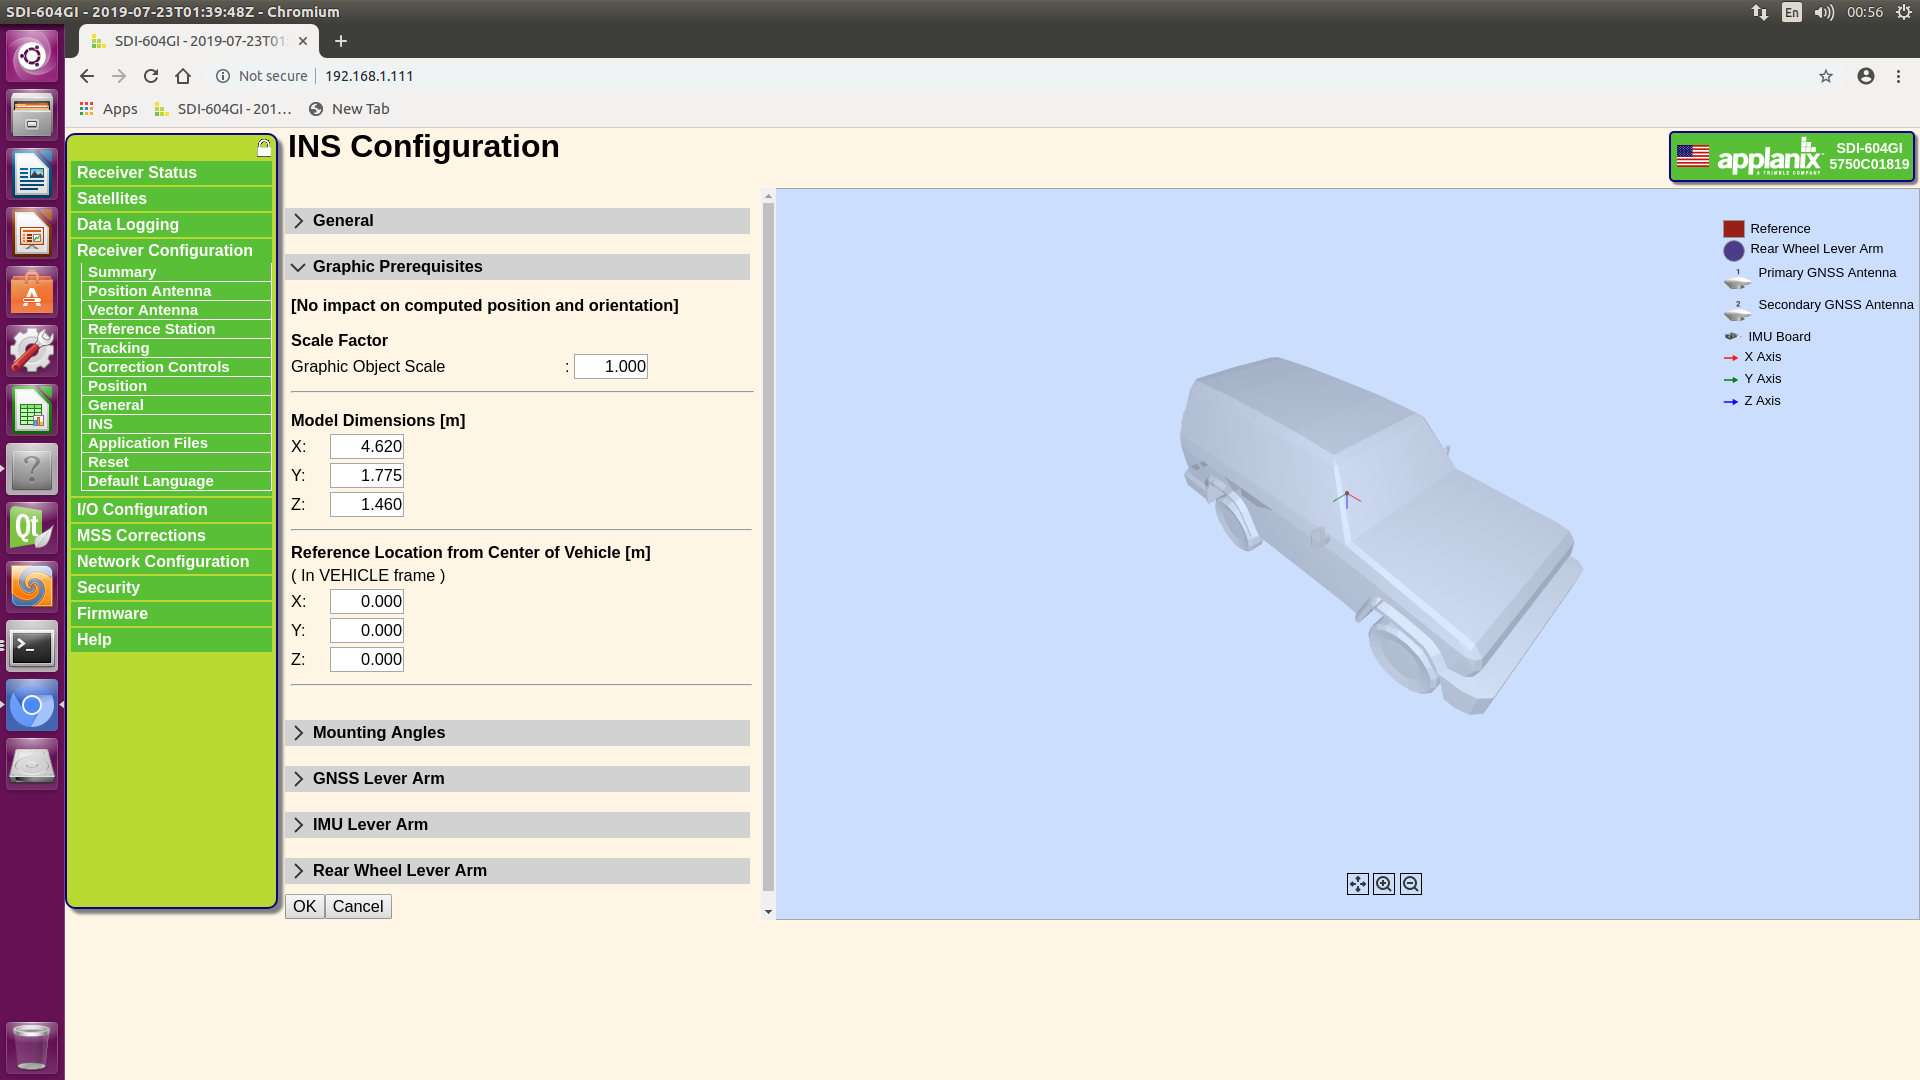 SDI-604GI - 2019-07-23T01:39:48Z - Chromium
En
00:56
SDI-604GI - 2019-07-23T01:
Not secure
192.168.1.111
Apps
SDI-604GI - 201…
New Tab
INS Configuration
applanix
A TRIMBLE COMPANY
SDI-604GI
5750C01819
Receiver Status
Satellites
Data Logging
Receiver Configuration
Summary
Position Antenna
Vector Antenna
Reference Station
Tracking
Correction Controls
Position
General
INS
Application Files
Reset
Default Language
I/O Configuration
MSS Corrections
Network Configuration
Security
Firmware
Help
General
Graphic Prerequisites
[No impact on computed position and orientation]
Scale Factor
Graphic Object Scale : 1.000
Model Dimensions [m]
X: 4.620
Y: 1.775
Z: 1.460
Reference Location from Center of Vehicle [m]
( In VEHICLE frame )
X: 0.000
Y: 0.000
Z: 0.000
Mounting Angles
GNSS Lever Arm
IMU Lever Arm
Rear Wheel Lever Arm
OK Cancel
Reference
Rear Wheel Lever Arm
1 Primary GNSS Antenna
2 Secondary GNSS Antenna
IMU Board
X Axis
Y Axis
Z Axis
Qt